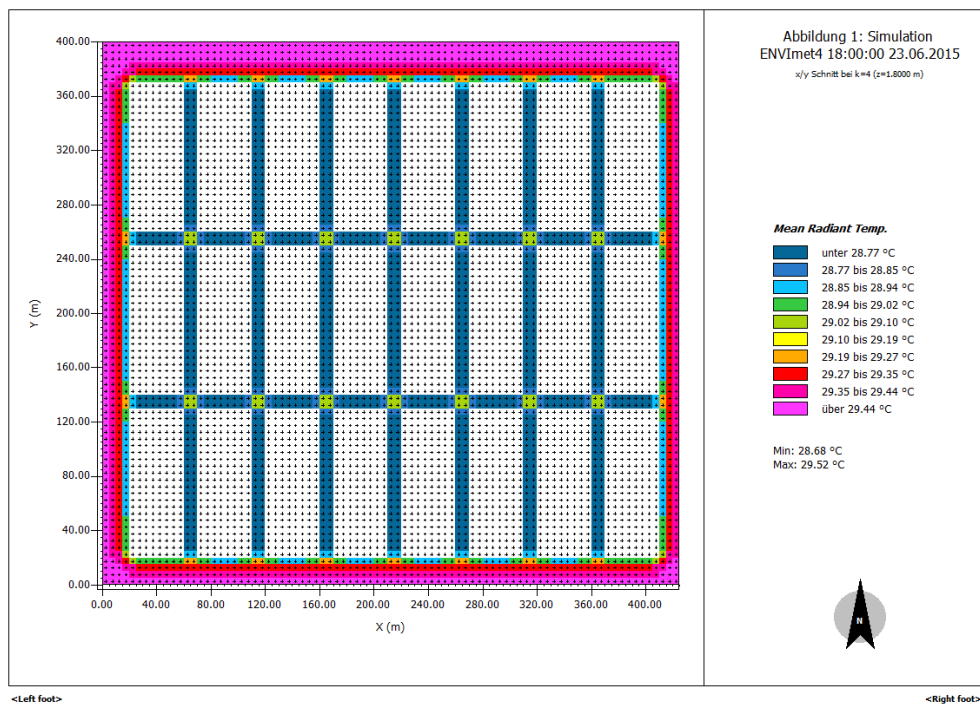 Abbildung 1: Simulation
ENVImet4 18:00:00 23.06.2015
x/y Schnitt bei k=4 (z=1.8000 m)
400.00
360.00
320.00
280.00
240.00
200.00
160.00
120.00
80.00
40.00
0.00
Y (m)
0.00 40.00 80.00 120.00 160.00 200.00 240.00 280.00 320.00 360.00 400.00
X (m)
Mean Radiant Temp.
unter 28.77 °C
28.77 bis 28.85 °C
28.85 bis 28.94 °C
28.94 bis 29.02 °C
29.02 bis 29.10 °C
29.10 bis 29.19 °C
29.19 bis 29.27 °C
29.27 bis 29.35 °C
29.35 bis 29.44 °C
über 29.44 °C
Min: 28.68 °C
Max: 29.52 °C
N
<Left foot>
<Right foot>